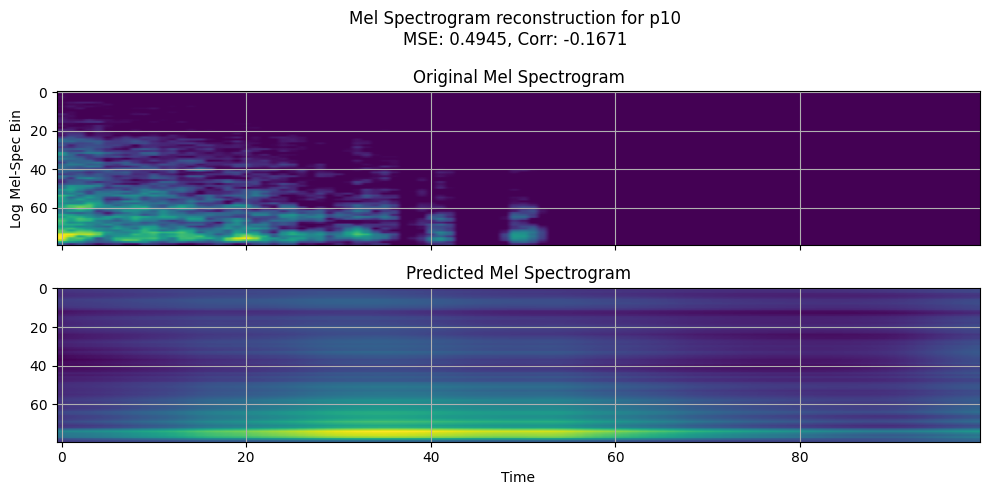 Mel Spectrogram reconstruction for p10
MSE: 0.4945, Corr: -0.1671
Original Mel Spectrogram
0
20
40
60
Log Mel-Spec Bin
Predicted Mel Spectrogram
0
20
40
60
0 20 40 60 80
Time